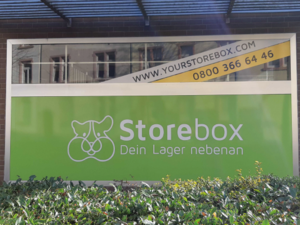 WWW.YOURSTOREBOX.COM
0800 366 64 46
Storebox
Dein Lager nebenan